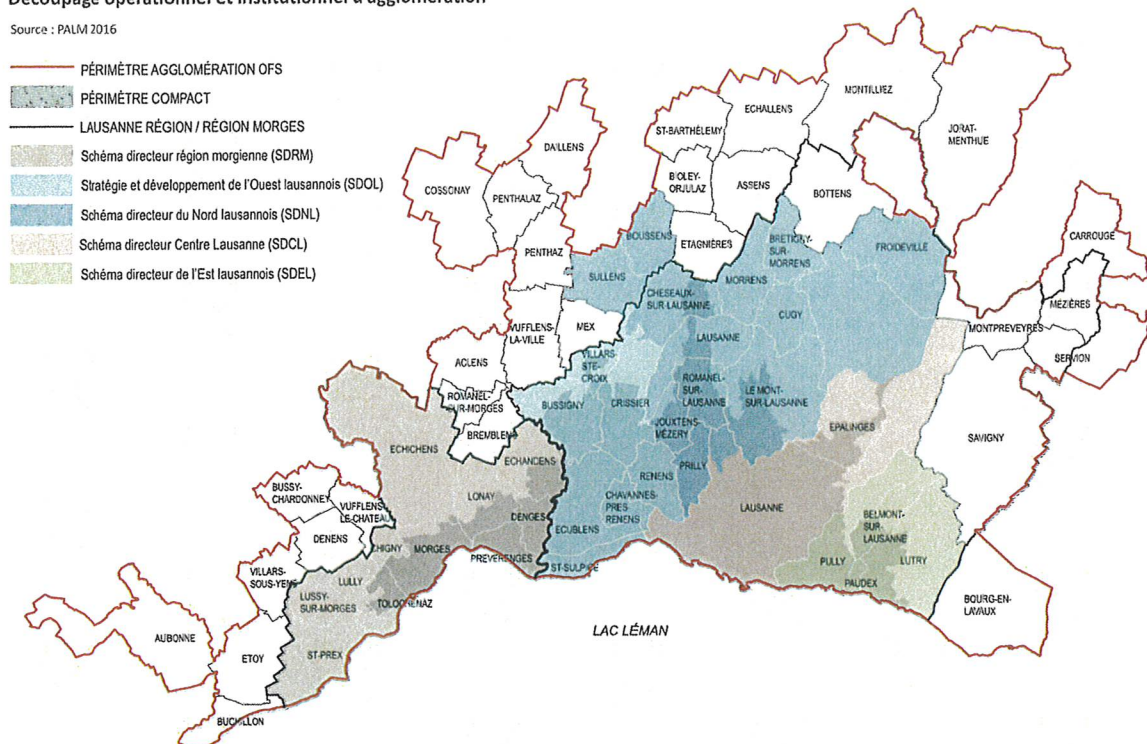 Découpage opérationnel et institutionnel d'agglomération
Source : PALM 2016
PÉRIMÈTRE AGGLOMÉRATION OFS
PÉRIMÈTRE COMPACT
LAUSANNE RÉGION / RÉGION MORGES
Schéma directeur région morgienne (SDRM)
Stratégie et développement de l'Ouest lausannois (SDOL)
Schéma directeur du Nord lausannois (SDNL)
Schéma directeur Centre Lausanne (SDCL)
Schéma directeur de l'Est lausannois (SDEL)
MONTILLIEZ
ECHALLENS
ST-BARTHÉLEMY
JORAT-
MENTHUE
DAILLENS
COSSONAY
BIOLEY-
ORJULAZ
ASSENS
PENTHALAZ
BOTTENS
CARROUGE
BOUSSENS
ETAGNIÈRES
BRETIGNY-
SUR-
MORRENS
FROIDEVILLE
PENTHAZ
SULLENS
MORRENS
CHESEAUX-
SUR-LAUSANNE
MÉZIÈRES
CUGY
VUFFLENS-
LA-VILLE
MEX
LAUSANNE
MONTPREVEYRES
SERVION
ACLENS
VILLARS-
STE-
CROIX
ROMANEL-
SUR-
LAUSANNE
LE MONT-
SUR-LAUSANNE
ROMANEL-
SUR-MORGES
BUSSIGNY
CRISSIER
JOUXTENS-
MÉZERY
EPALINGES
SAVIGNY
BREMBLENS
ECHICHENS
ECHANDENS
RENENS
PRILLY
BUSSY-
CHARDONNEY
VUFFLENS-
LE-CHATEAU
LONAY
CHAVANNES-
PRES
RENENS
LAUSANNE
BELMONT-
SUR-
LAUSANNE
DENGES
ECUBLENS
DENENS
CHIGNY
MORGES
PREVERENGES
ST-SULPICE
PULLY
LUTRY
VILLARS-
SOUS-YENS
LULLY
PAUDEX
LUSSY-
SUR-MORGES
TOLOCHENAZ
BOURG-EN-
LAVAUX
AUBONNE
LAC LÉMAN
ETOY
ST-PREX
BUCHILLON